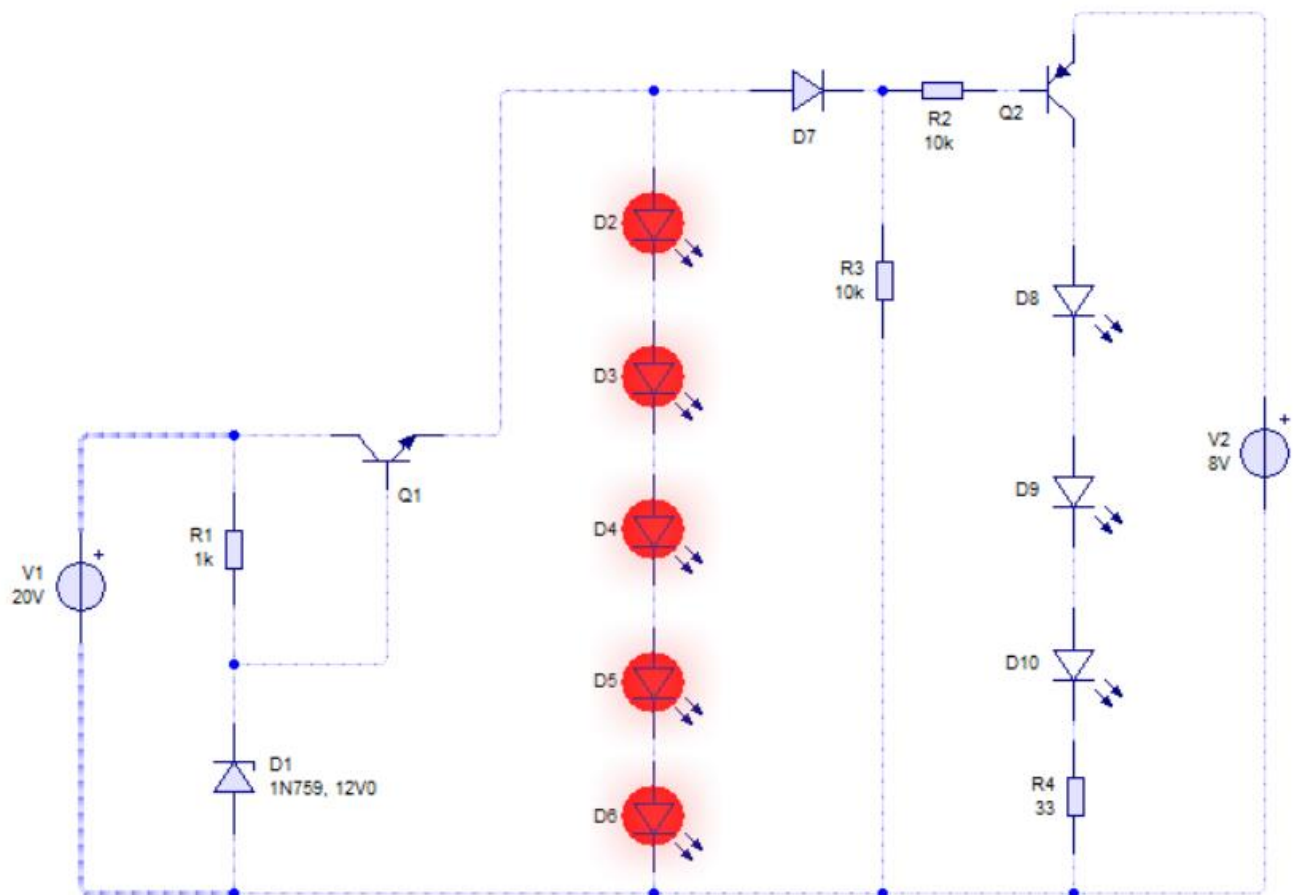 D7
R2
10k
Q2
D2
R3
10k
D8
D3
Q1
V2
8V
D9
D4
R1
1k
V1
20V
D5
D10
D1
1N759, 12V0
R4
33
D6
+
+